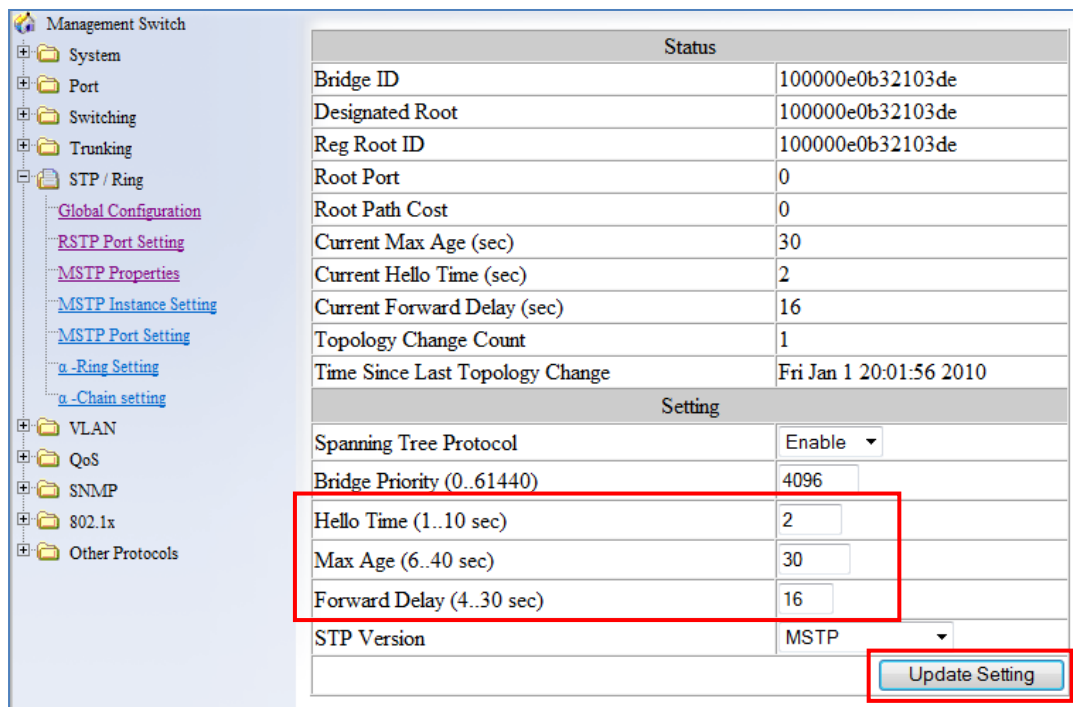 Management Switch
System
Port
Switching
Trunking
STP / Ring
Global Configuration
RSTP Port Setting
MSTP Properties
MSTP Instance Setting
MSTP Port Setting
α -Ring Setting
α -Chain setting
VLAN
QoS
SNMP
802.1x
Other Protocols
Status
Bridge ID 100000e0b32103de
Designated Root 100000e0b32103de
Reg Root ID 100000e0b32103de
Root Port 0
Root Path Cost 0
Current Max Age (sec) 30
Current Hello Time (sec) 2
Current Forward Delay (sec) 16
Topology Change Count 1
Time Since Last Topology Change Fri Jan 1 20:01:56 2010
Setting
Spanning Tree Protocol Enable
Bridge Priority (0..61440) 4096
Hello Time (1..10 sec) 2
Max Age (6..40 sec) 30
Forward Delay (4..30 sec) 16
STP Version MSTP
Update Setting